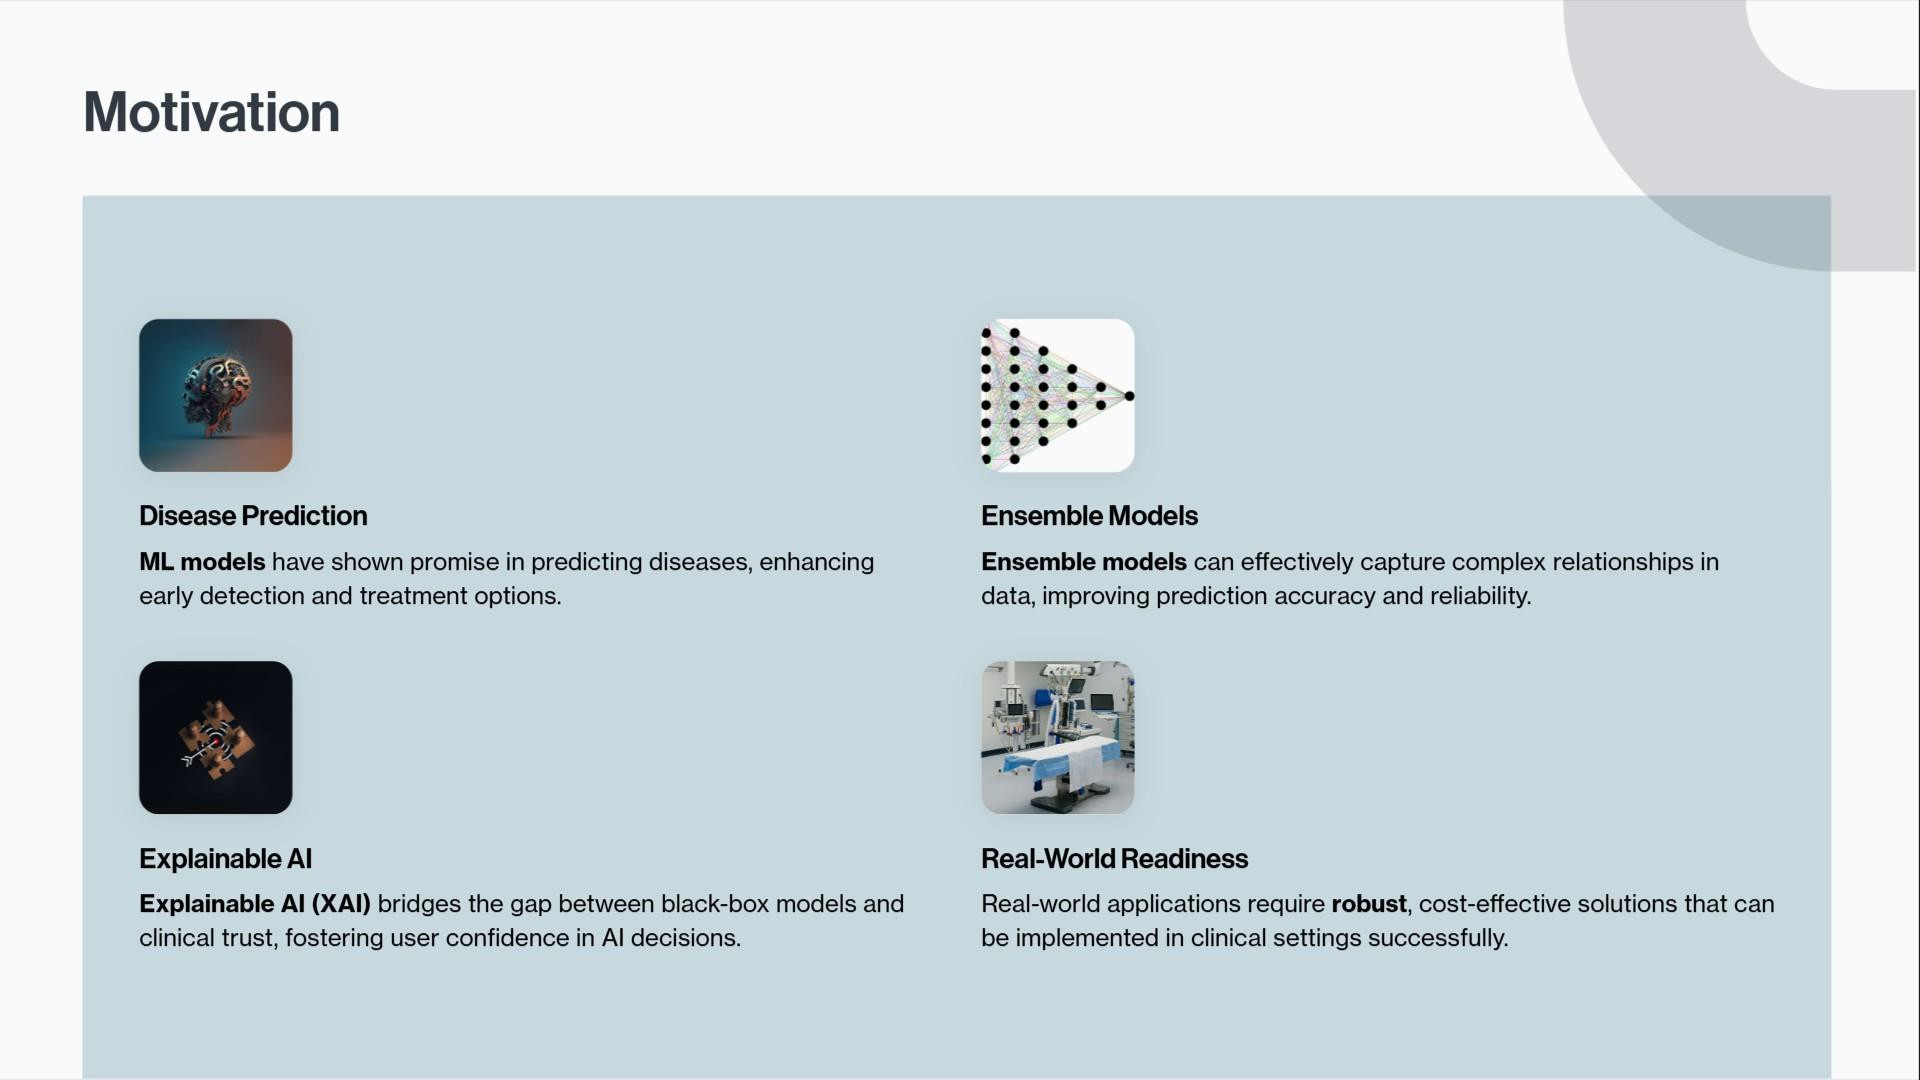 Motivation
Disease Prediction
ML models have shown promise in predicting diseases, enhancing
early detection and treatment options.
Ensemble Models
Ensemble models can effectively capture complex relationships in
data, improving prediction accuracy and reliability.
Explainable AI
Explainable AI (XAI) bridges the gap between black-box models and
clinical trust, fostering user confidence in AI decisions.
Real-World Readiness
Real-world applications require robust, cost-effective solutions that can
be implemented in clinical settings successfully.